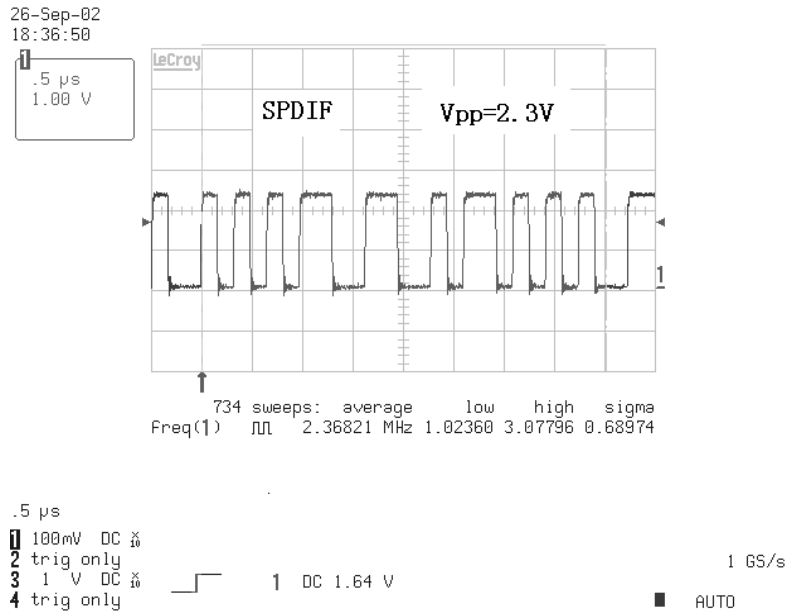 26-Sep-02
18:36:50
1
.5 µs
1.00 V
LeCroy
SPDIF Vpp=2.3V
1
734 sweeps: average low high sigma
Freq(1) 2.36821 MHz 1.02360 3.07796 0.68974
.5 µs
1 100mV DC X10
2 trig only
3 1 V DC X10
4 trig only
1 DC 1.64 V
1 GS/s
AUTO